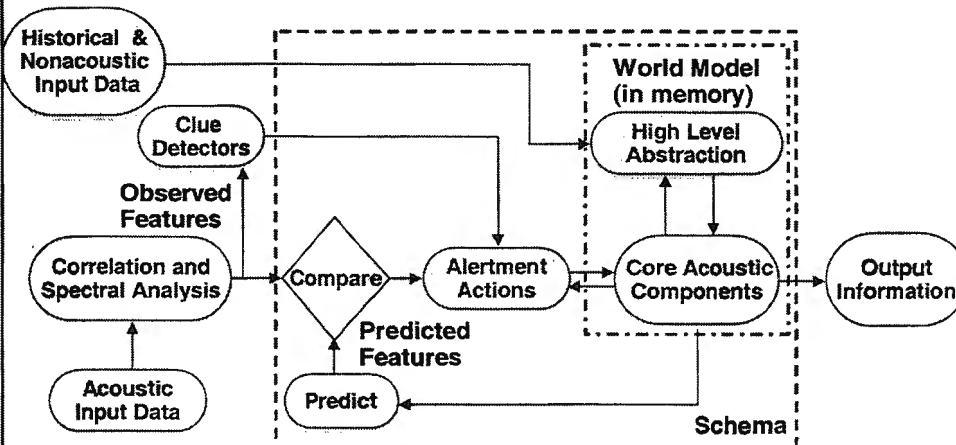 Historical &
Nonacoustic
Input Data
World Model
(in memory)
Clue
Detectors
High Level
Abstraction
Observed
Features
Correlation and
Spectral Analysis
Compare
Alertment
Actions
Core Acoustic
Components
Output
Information
Predicted
Features
Acoustic
Input Data
Predict
Schema